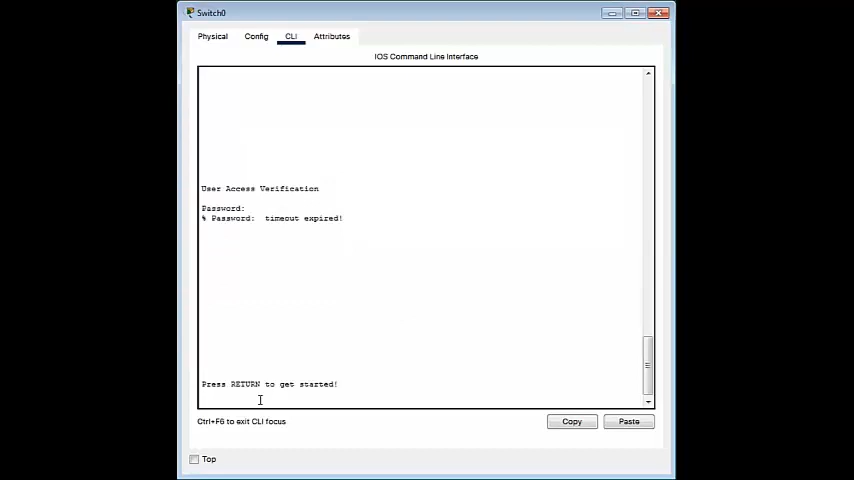 Switch0
Physical Config CLI Attributes
IOS Command Line Interface
User Access Verification
Password:
% Password:  timeout expired!
Press RETURN to get started!
Ctrl+F6 to exit CLI focus
Copy Paste
Top